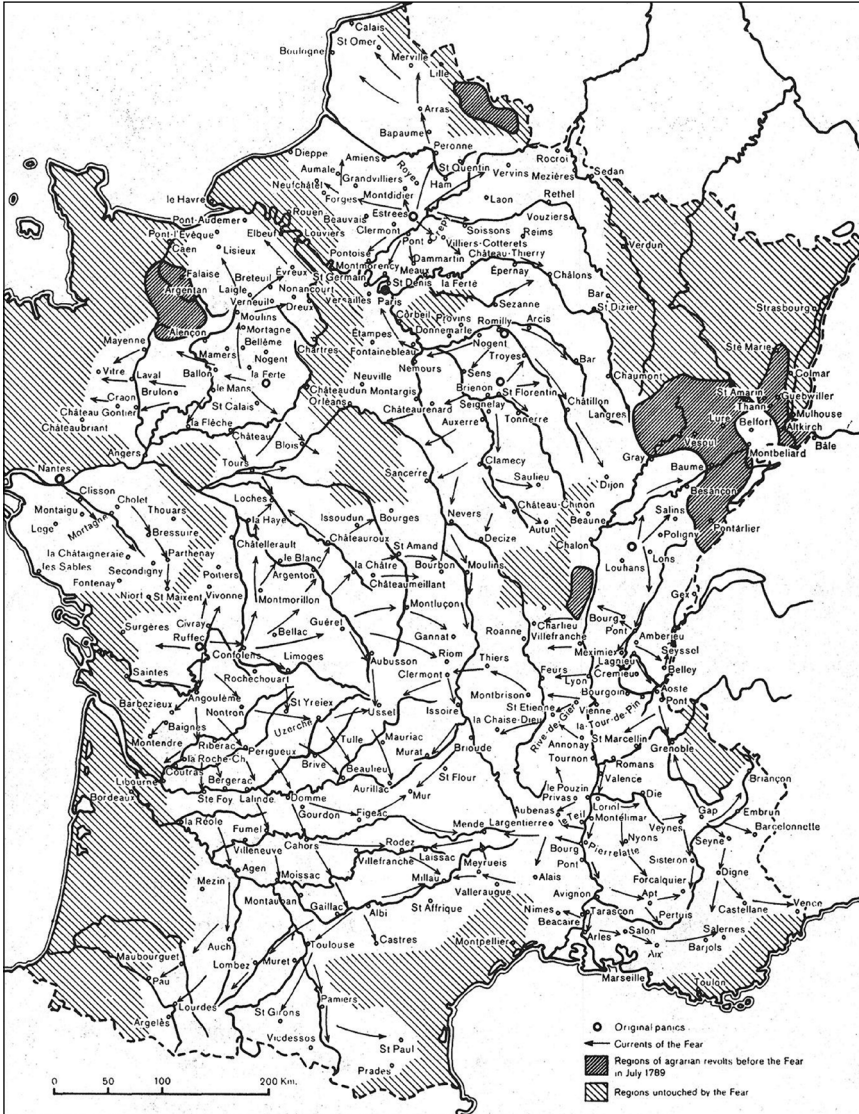 Calais
St Omer
Boulogne
Merville
Lille
Arras
Bapaume
Dieppe
Amiens
Peronne
Rocroi
Aumale
Royes
St Quentin
Vervins
Mezières
Sedan
Neufchâtel
Grandvilliers
Ham
le Havre
Forges
Montdidier
Laon
Rethel
Pont-Audemer
Rouen
Beauvais
Estrees
Vouziers
Pont-l'Evêque
Elbeuf
Louviers
Clermont
Soissons
Reims
Verdun
Caen
Lisieux
Pontoise
Pont
Villiers-Cotterets
Dammartin
Château-Thierry
Montmorency
Meaux
Épernay
Châlons
Falaise
Breteuil
Évreux
St Germain
St Denis
la Ferté
Argentan
Laigle
Nonancourt
Versailles
Paris
Sezanne
Bar
Strasbourg
Verneuil
Dreux
St Dizier
Moulins
Corbeil
Provins
Romilly
Arcis
Alençon
Mortagne
Étampes
Donnemarle
Ste Marie
Mayenne
Bellême
Chartres
Fontainebleau
Nogent
Troyes
Bar
Mamers
Nogent
Nemours
Colmar
Vitre
Laval
Ballon
la Ferte
Châteaudun
Neuville
Montargis
Sens
Chaumont
St Amarin
Guebwiller
Craon
Brulon
le Mans
Orléans
Brienon
St Florentin
Châtillon
Thann
Mulhouse
Château Gontier
St Calais
Châteaurenard
Seignelay
Tonnerre
Langres
Lure
Belfort
Altkirch
Châteaubriant
la Flêche
Château
Auxerre
Vesoul
Bâle
Angers
Blois
Clamecy
Gray
Montbeliard
Nantes
Tours
Sancerre
Saulieu
Dijon
Baume
Clisson
Loches
Besançon
Montaigu
Cholet
Thouars
la Haye
Issoudun
Bourges
Nevers
Château-Chinon
Salins
Lege
Mortagne
Bressuire
Châteauroux
Autun
Beaune
Pontarlier
Châtellerault
St Amand
Decize
Chalon
Poligny
la Châtaigneraie
Parthenay
le Blanc
la Châtre
Bourbon
Moulins
Louhans
Lons
les Sables
Secondigny
Argenton
Châteaumeillant
Fontenay
Poitiers
Niort
St Maixent
Vivonne
Montmorillon
Montluçon
Gex
Surgères
Civray
Bellac
Guéret
Gannat
Roanne
Charlieu
Bourg
Ruffec
Villefranche
Pont
Amberieu
Confolens
Limoges
Aubusson
Riom
Meximier
Seyssel
Lagnieu
Saintes
Rochechouart
Clermont
Thiers
Feurs
Lyon
Cremieu
Belley
Angoulême
St Yreiex
Ussel
Montbrison
Bourgoin
Aoste
Barbezieux
Nontron
Issoire
St Etienne
Vienne
Pont
Baignes
Uzerche
Tulle
Mauriac
la Chaise-Dieu
Rive-de-Gier
la-Tour-de-Pin
Montendre
Riberac
Murat
Brioude
Annonay
St Marcellin
Grenoble
la Roche-Ch.
Périgueux
Brive
Tournon
Romans
Coutras
Beaulieu
St Flour
Valence
Briançon
Libourne
Bergerac
Aurillac
le Pouzin
Bordeaux
Ste Foy
Lalinde
Domme
Mur
Privas
Die
Gourdon
Figeac
Aubenas
Loriol
Gap
Embrun
la Reole
le Teil
Montélimar
Veynes
Barcelonnette
Fumel
Cahors
Mende
Largentierre
Seyne
Villeneuve
Rodez
Bourg
Pierrelatte
Nyons
Villefranche
Laissac
Meyrueis
Pont
Sisteron
Agen
Moissac
Millau
Alais
Digne
Mezin
Valleraugue
Forcalquier
Montauban
Gaillac
Albi
St Affrique
Avignon
Apt
Vence
Nimes
Tarascon
Pertuis
Castellane
Beacaire
Auch
Toulouse
Castres
Montpellier
Arles
Salon
Salernes
Maubourguet
Lombez
Muret
Aix
Barjols
Pau
Marseille
Toulon
Lourdes
Pamiers
St Girons
Argelès
Vicdessos
St Paul
Prades
Original panics
Currents of the Fear
Regions of agrarian revolts before the Fear
in July 1789
Regions untouched by the Fear
0 100 200 Km.